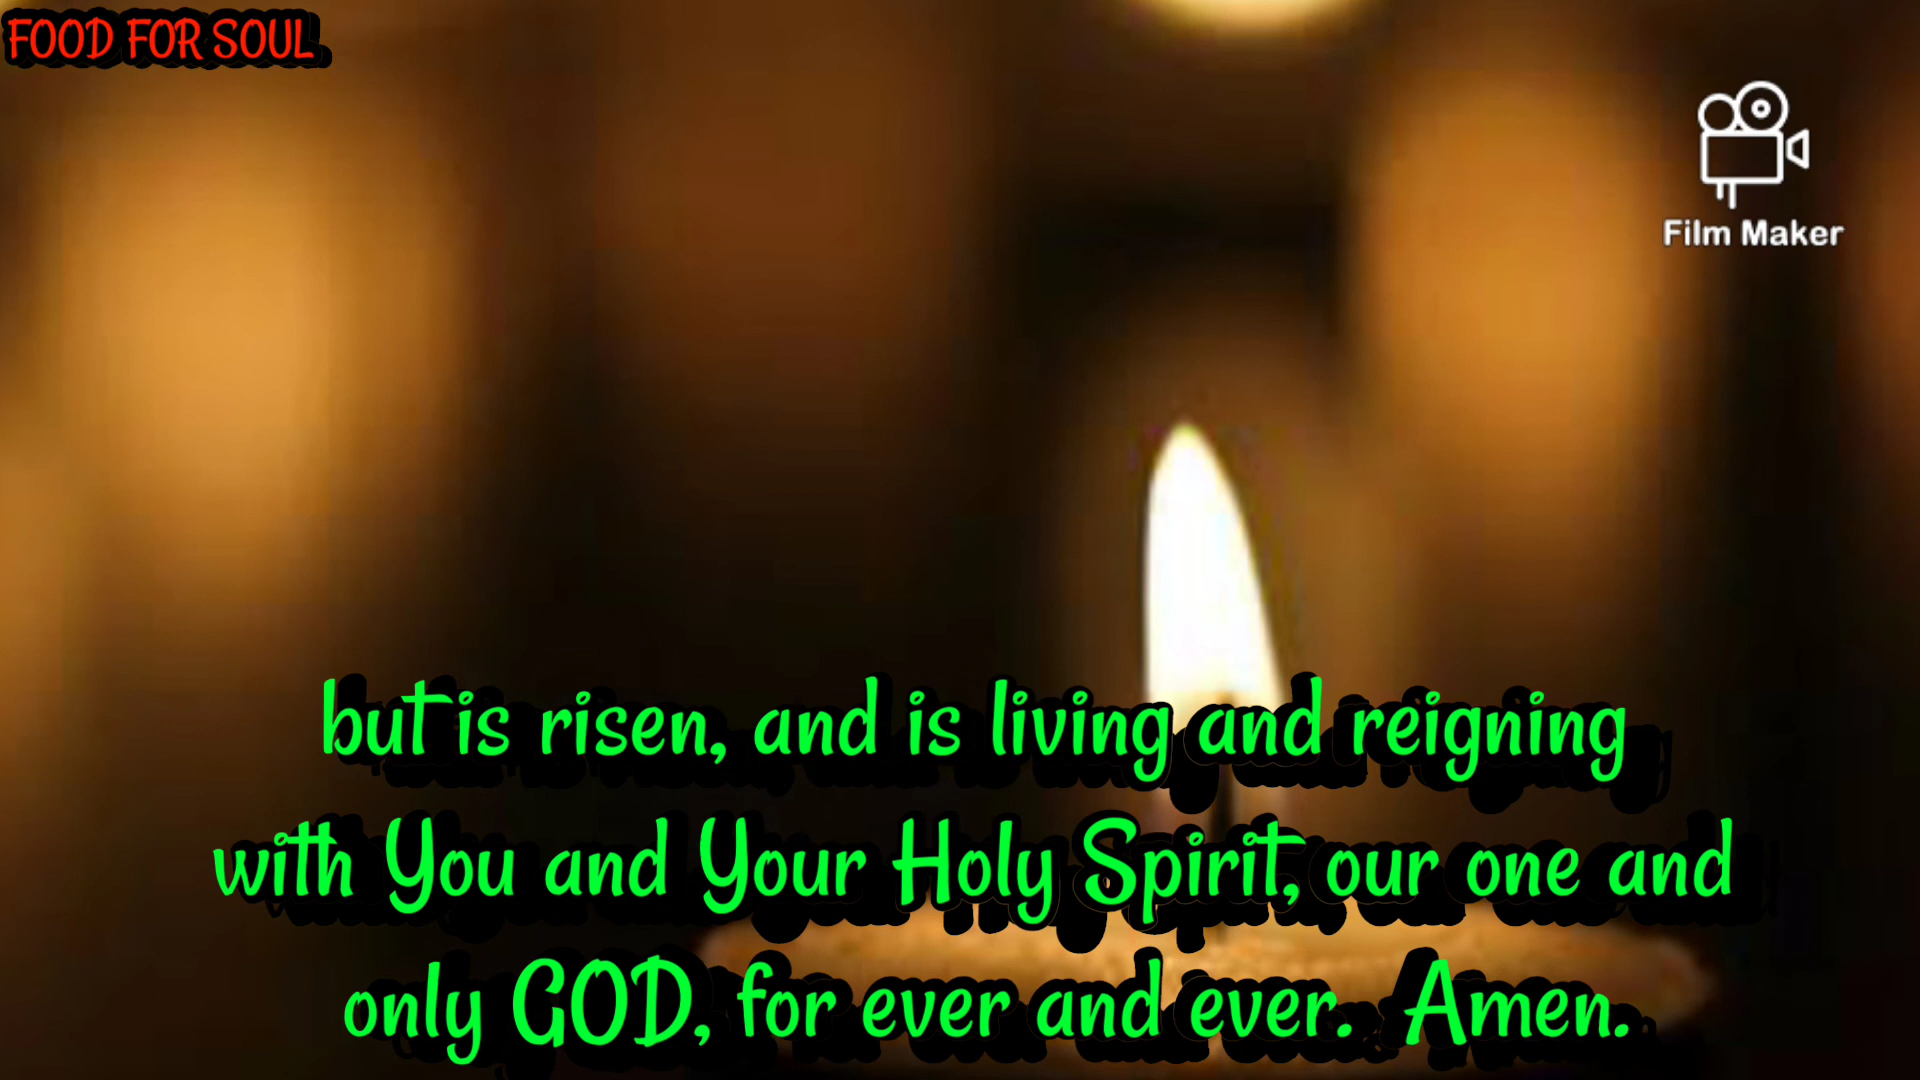 FOOD FOR SOUL
Film Maker
but is risen, and is living and reigning
with You and Your Holy Spirit, our one and
only GOD, for ever and ever. Amen.